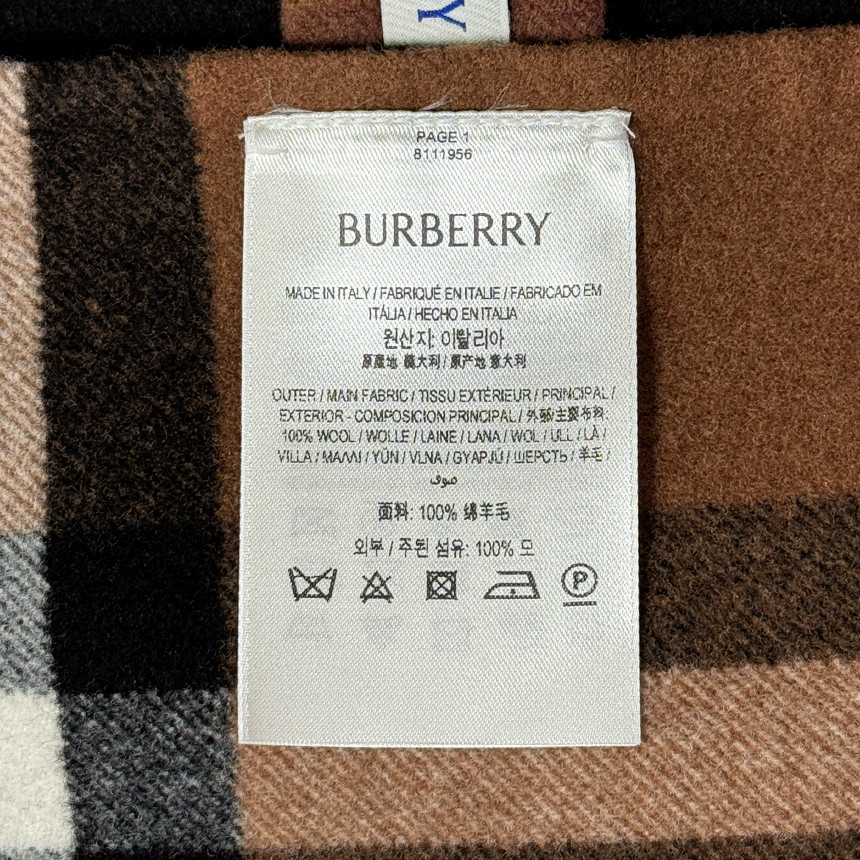 Y
PAGE 1
8111956
BURBERRY
MADE IN ITALY / FABRIQUÉ EN ITALIE / FABRICADO EM
ITÁLIA / HECHO EN ITALIA
원산지: 이탈리아
原產地 義大利 / 原产地 意大利
OUTER / MAIN FABRIC / TISSU EXTÉRIEUR / PRINCIPAL /
EXTERIOR - COMPOSICION PRINCIPAL / 外部/主要布料:
100% WOOL / WOLLE / LAINE / LANA / WOL / ULL / LÃ /
VILLA / ΜΑΛΛΙ / YÜN / VLNA / GYAPJÚ / ШЕРСТЬ / 羊毛 /
صوف
面料: 100% 绵羊毛
외부 / 주된 섬유: 100% 모
P